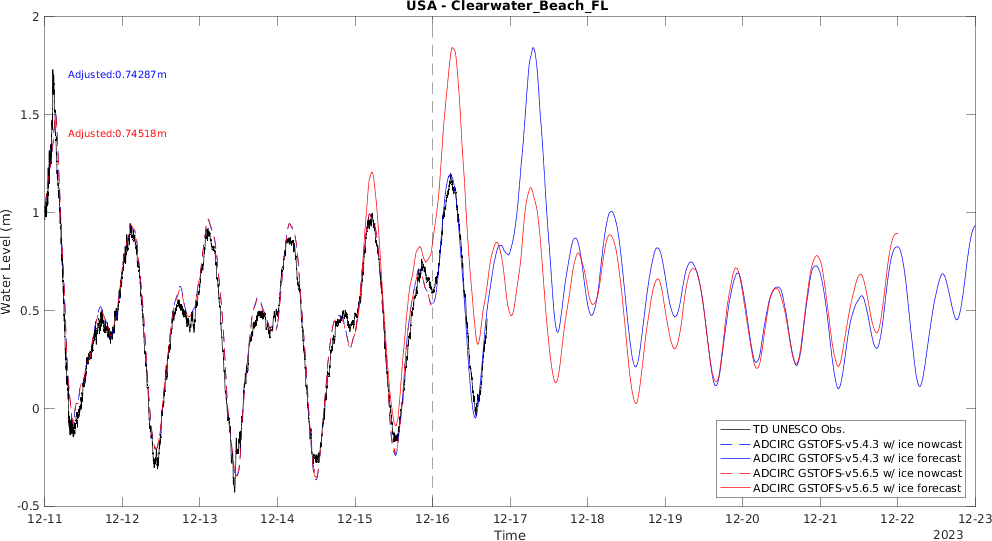 USA - Clearwater_Beach_FL
2
1.5
1
0.5
0
-0.5
Water Level (m)
Adjusted:0.74287m
Adjusted:0.74518m
TD UNESCO Obs.
ADCIRC GSTOFS-v5.4.3 w/ ice nowcast
ADCIRC GSTOFS-v5.4.3 w/ ice forecast
ADCIRC GSTOFS-v5.6.5 w/ ice nowcast
ADCIRC GSTOFS-v5.6.5 w/ ice forecast
12-11 12-12 12-13 12-14 12-15 12-16 12-17 12-18 12-19 12-20 12-21 12-22 12-23
Time
2023